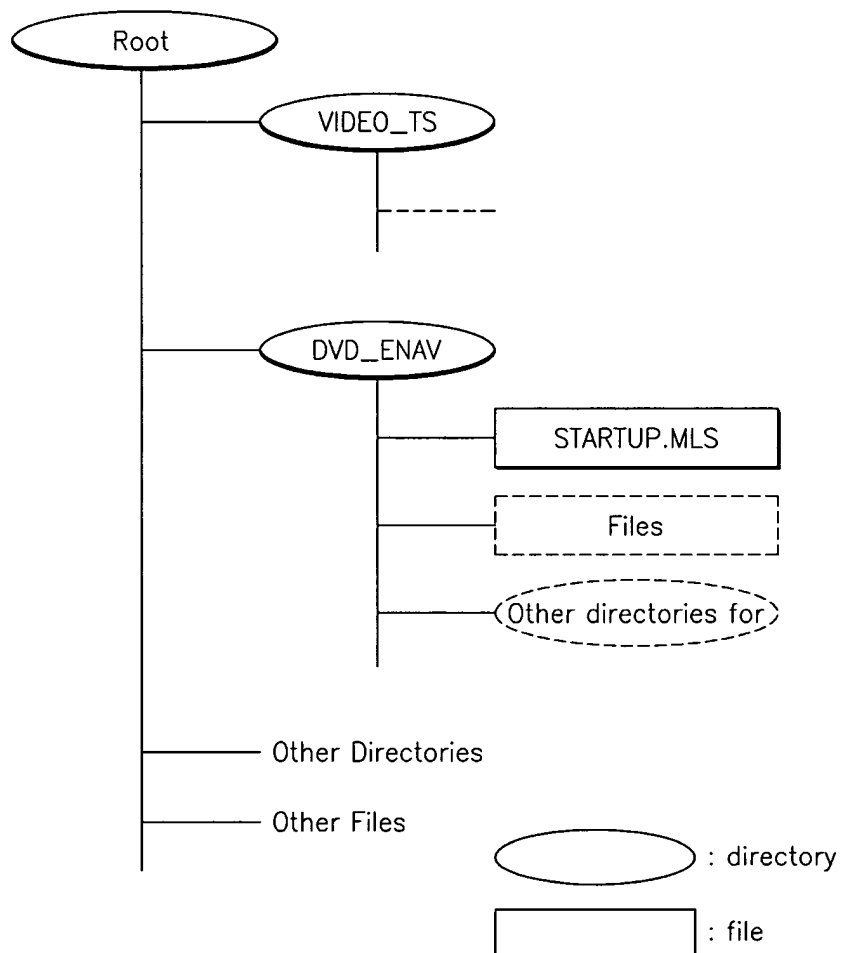 Root
VIDEO_TS
DVD_ENAV
STARTUP.MLS
Files
Other directories for
Other Directories
Other Files
: directory
: file